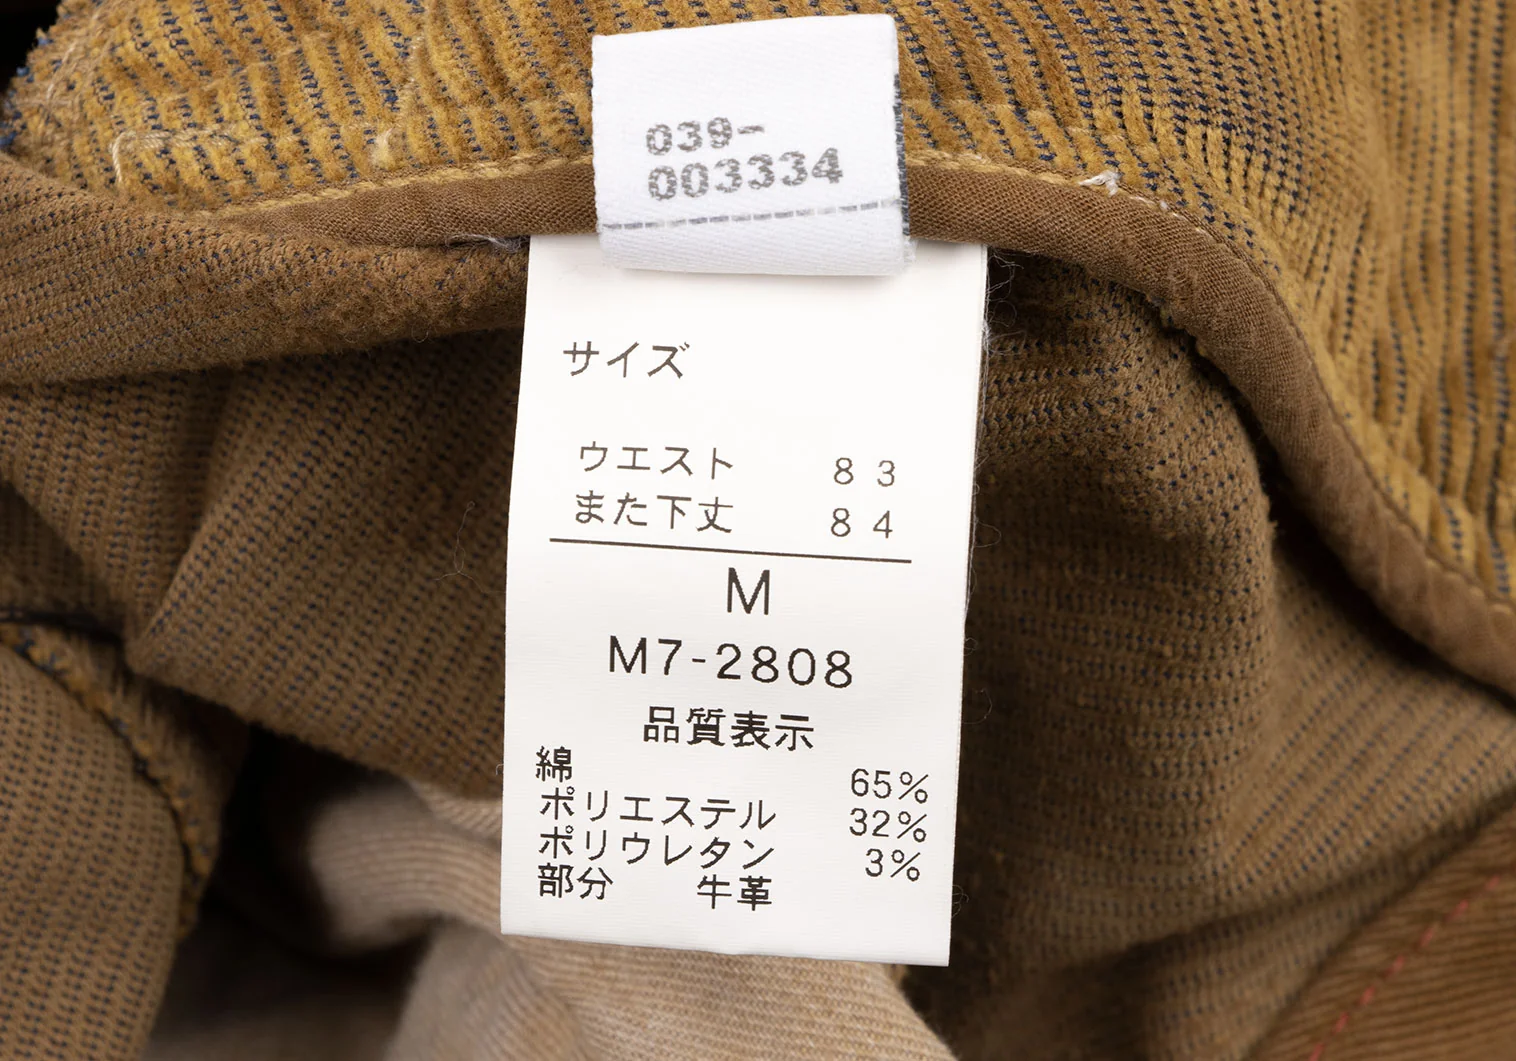 039-
003334
サイズ
ウエスト 83
また下丈 84
M
M7-2808
品質表示
綿 65%
ポリエステル 32%
ポリウレタン 3%
部分 牛革